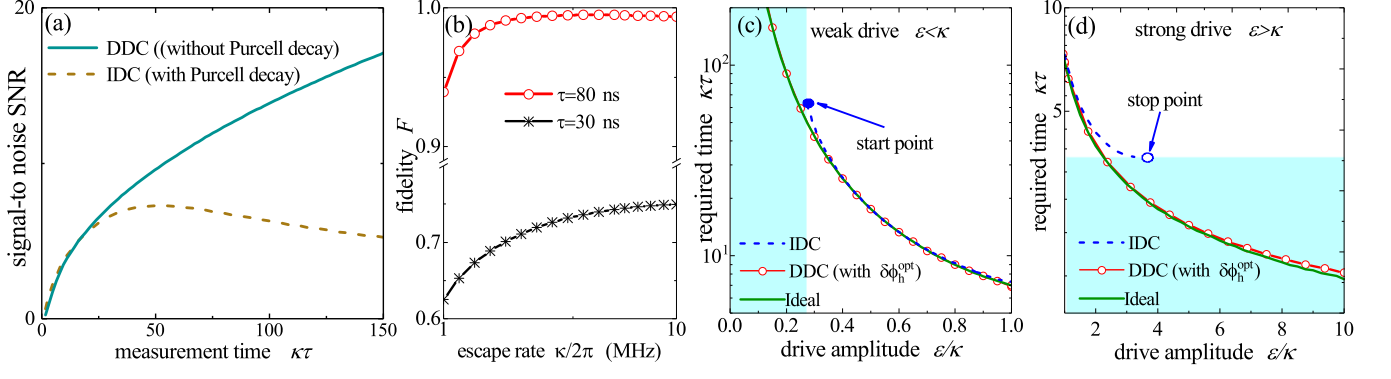 (a)
20
10
0
signal-to noise SNR
DDC ((without Purcell decay)
IDC (with Purcell decay)
0 50 100 150
measurement time κτ
(b)
1.0
0.9
0.7
0.6
fidelity F
τ=80 ns
τ=30 ns
1 10
escape rate κ/2π (MHz)
(c)
weak drive ε<κ
10²
10¹
required time κτ
start point
IDC
DDC (with δϕₕᵒᵖᵗ)
Ideal
0.0 0.2 0.4 0.6 0.8 1.0
drive amplitude ε/κ
(d)
strong drive ε>κ
10
5
required time κτ
stop point
IDC
DDC (with δϕₕᵒᵖᵗ)
Ideal
2 4 6 8 10
drive amplitude ε/κ